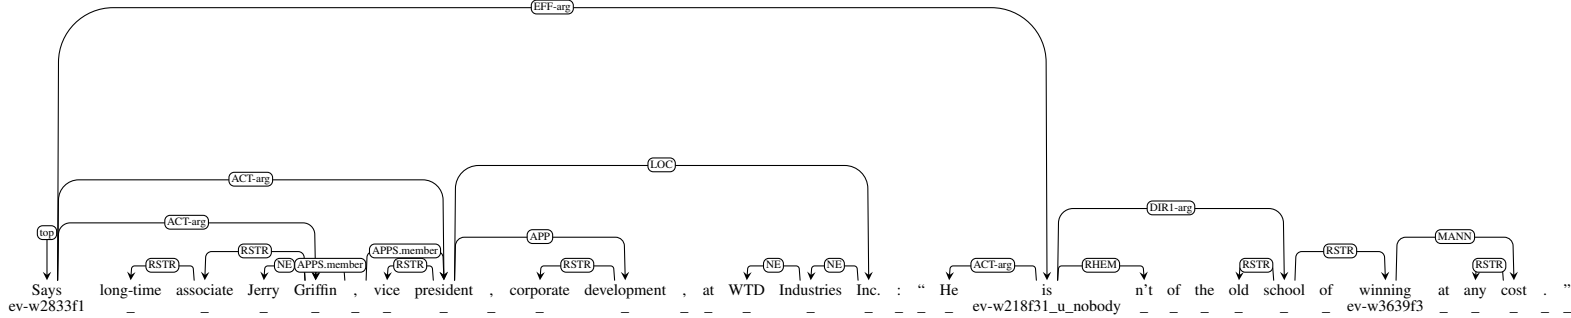 EFF-arg
LOC
ACT-arg
DIR1-arg
ACT-arg
top APP MANN
RSTR APPS.member RSTR
RSTR NE APPS.member RSTR RSTR NE NE ACT-arg RHEM RSTR RSTR
Says long-time associate Jerry Griffin , vice president , corporate development , at WTD Industries Inc. : “ He is n't of the old school of winning at any cost . ”
ev-w2833f1 _ _ _ _ _ _ _ _ _ _ _ _ _ _ _ _ _ _ ev-w218f31_u_nobody _ _ _ _ _ _ ev-w3639f3 _ _ _ _ _